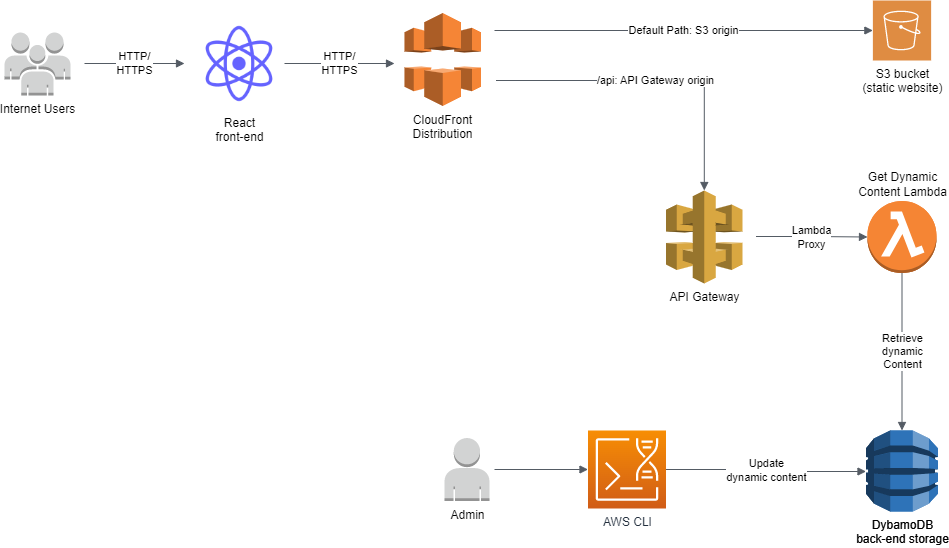 Internet Users
HTTP/
HTTPS
React
front-end
HTTP/
HTTPS
CloudFront
Distribution
Default Path: S3 origin
S3 bucket
(static website)
/api: API Gateway origin
API Gateway
Lambda
Proxy
Get Dynamic
Content Lambda
Retrieve
dynamic
Content
Admin
AWS CLI
Update
dynamic content
DybamoDB
back-end storage